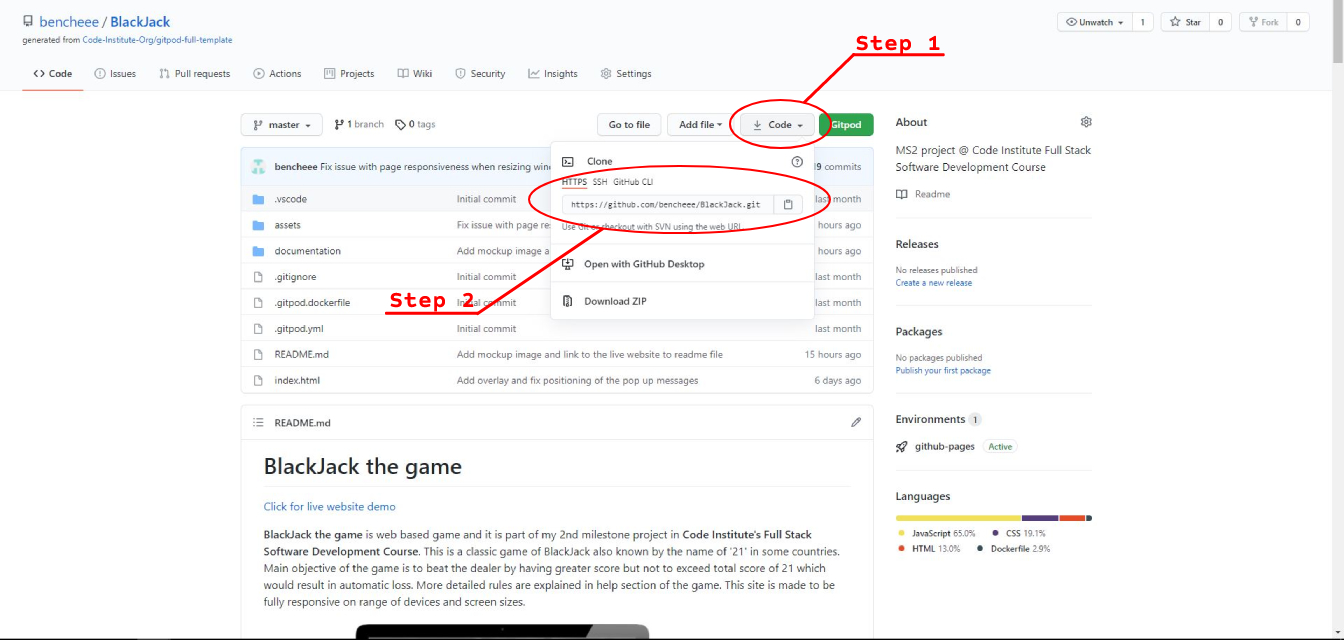 bencheee / BlackJack
Unwatch 1 Star 0 Fork 0
generated from Code-Institute-Org/gitpod-full-template
Step 1
Code Issues Pull requests Actions Projects Wiki Security Insights Settings
master 1 branch 0 tags Go to file Add file Code Gitpod
bencheee Fix issue with page responsiveness when resizing 19 commits
.vscode Initial commit last month
assets Fix issue with page hours ago
documentation Add mockup image a hours ago
.gitignore Initial commit last month
.gitpod.dockerfile Initial commit last month
.gitpod.yml Initial commit last month
README.md Add mockup image and link to the live website to readme file 15 hours ago
index.html Add overlay and fix positioning of the pop up messages 6 days ago
Clone
HTTPS SSH GitHub CLI
https://github.com/bencheee/BlackJack.git
Use Git or checkout with SVN using the web URL.
Open with GitHub Desktop
Download ZIP
Step 2
README.md
BlackJack the game
Click for live website demo
BlackJack the game is web based game and it is part of my 2nd milestone project in Code Institute's Full Stack
Software Development Course. This is a classic game of BlackJack also known by the name of '21' in some countries.
Main objective of the game is to beat the dealer by having greater score but not to exceed total score of 21 which
would result in automatic loss. More detailed rules are explained in help section of the game. This site is made to be
fully responsive on range of devices and screen sizes.
About
MS2 project @ Code Institute Full Stack
Software Development Course
Readme
Releases
No releases published
Create a new release
Packages
No packages published
Publish your first package
Environments 1
github-pages Active
Languages
JavaScript 65.0% CSS 19.1%
HTML 13.0% Dockerfile 2.9%